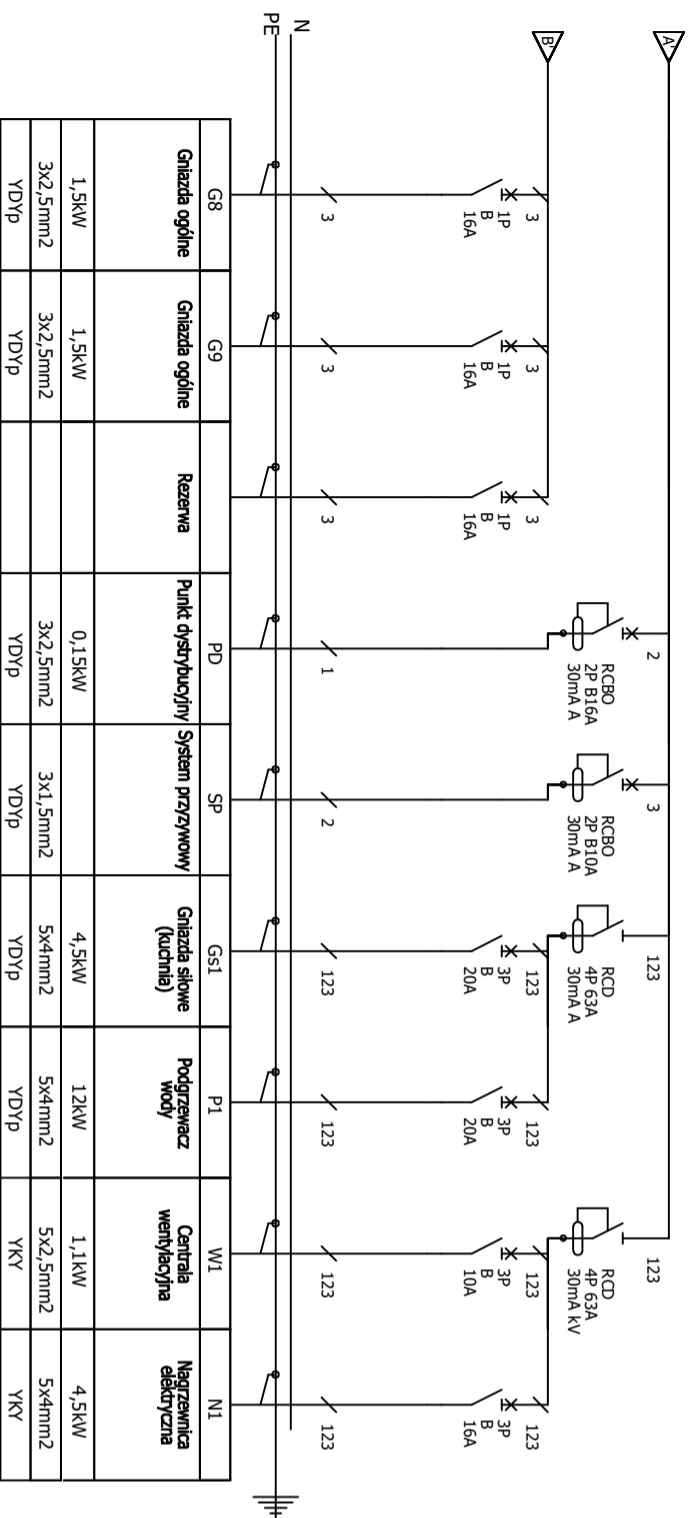 A'
B'
N
PE
2
RCBO
2P B16A
30mA A
3
RCBO
2P B10A
30mA A
123
RCD
4P 63A
30mA A
123
RCD
4P 63A
30mA kV
3
1P
B
16A
3
1P
B
16A
3
1P
B
16A
123
3P
B
20A
123
3P
B
20A
123
3P
B
10A
123
3P
B
16A
3
3
3
1
2
123
123
123
123
G8
G9
PD
SP
Gs1
P1
W1
N1
Gniazda ogólne
Gniazda ogólne
Rezerwa
Punkt dystrybucyjny
System przyzywowy
Gniazda siłowe
(kuchnia)
Podgrzewacz
wody
Centrala
wentylacyjna
Nagrzewnica
elektryczna
1,5kW
1,5kW
0,15kW
4,5kW
12kW
1,1kW
4,5kW
3x2,5mm2
3x2,5mm2
3x2,5mm2
3x1,5mm2
5x4mm2
5x4mm2
5x2,5mm2
5x4mm2
YDYp
YDYp
YDYp
YDYp
YDYp
YDYp
YKY
YKY